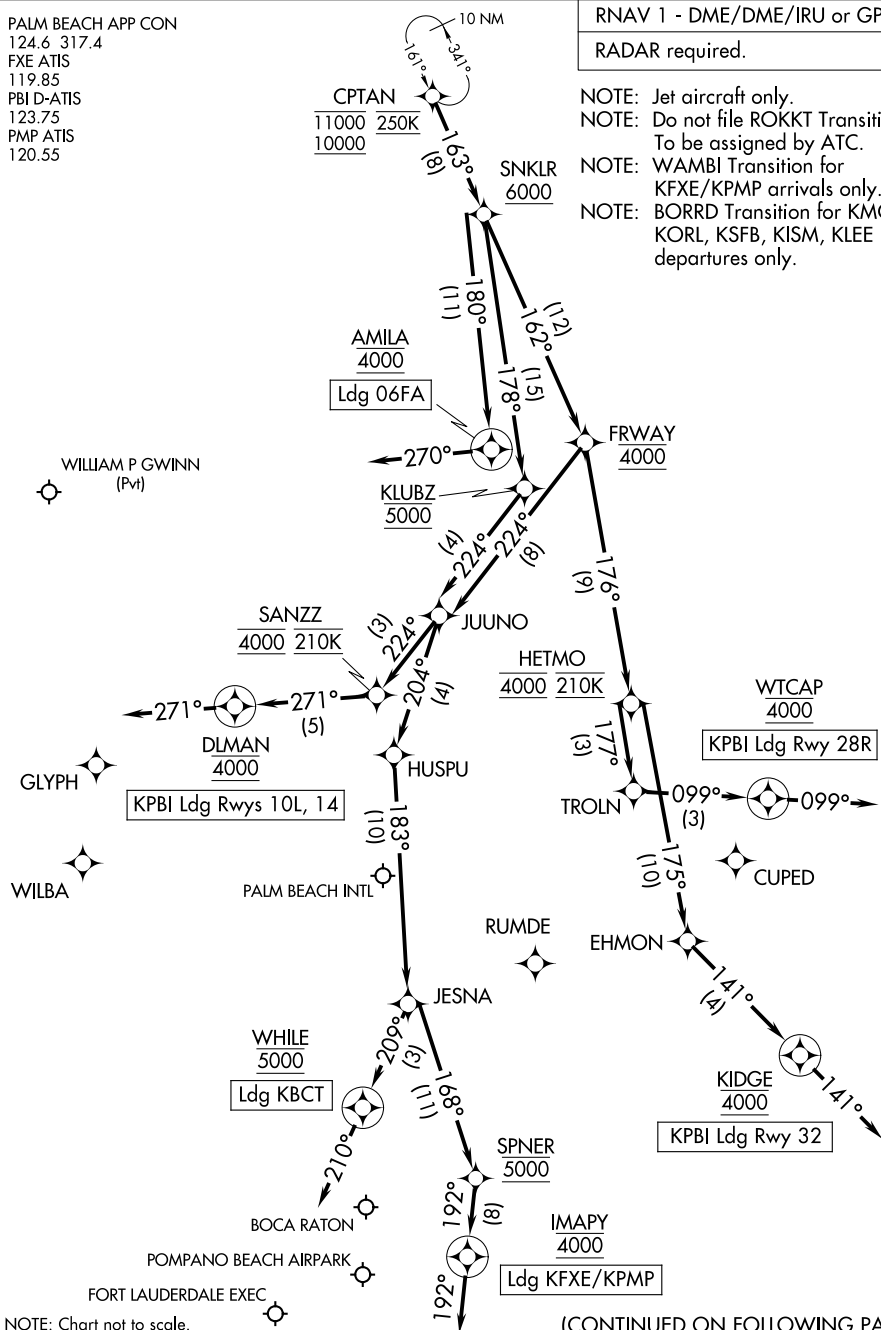 PALM BEACH APP CON
124.6 317.4
FXE ATIS
119.85
PBI D-ATIS
123.75
PMP ATIS
120.55
RNAV 1 - DME/DME/IRU or GP
RADAR required.
NOTE: Jet aircraft only.
NOTE: Do not file ROKKT Transiti
To be assigned by ATC.
NOTE: WAMBI Transition for
KFXE/KPMP arrivals only.
NOTE: BORRD Transition for KMC
KORL, KSFB, KISM, KLEE
departures only.
10 NM
161°
341°
CPTAN
11000 250K
10000
163°
(8)
SNKLR
6000
180°
(11)
178°
(15)
162°
(12)
AMILA
4000
Ldg 06FA
270°
FRWAY
4000
WILLIAM P GWINN
(Pvt)
KLUBZ
5000
224°
(4)
224°
(8)
176°
(9)
JUUNO
SANZZ
4000 210K
224°
(3)
204°
(4)
HETMO
4000 210K
WTCAP
4000
KPBI Ldg Rwy 28R
271°
271°
(5)
DLMAN
4000
KPBI Ldg Rwys 10L, 14
GLYPH
HUSPU
177°
(3)
TROLN
099°
(3)
099°
183°
(10)
175°
(10)
WILBA
PALM BEACH INTL
CUPED
RUMDE
EHMON
141°
(4)
JESNA
WHILE
5000
Ldg KBCT
209°
(3)
168°
(11)
KIDGE
4000
141°
KPBI Ldg Rwy 32
210°
SPNER
5000
BOCA RATON
192°
(8)
IMAPY
4000
Ldg KFXE/KPMP
POMPANO BEACH AIRPARK
FORT LAUDERDALE EXEC
192°
NOTE: Chart not to scale.
(CONTINUED ON FOLLOWING PA